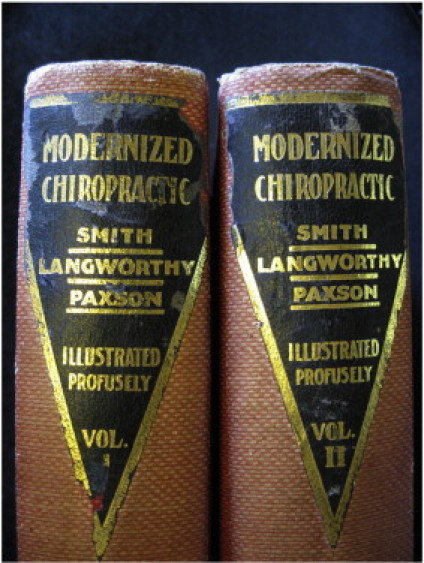 MODERNIZED
CHIROPRACTIC
SMITH
LANGWORTHY
PAXSON
ILLUSTRATED
PROFUSELY
VOL.
I
MODERNIZED
CHIROPRACTIC
SMITH
LANGWORTHY
PAXSON
ILLUSTRATED
PROFUSELY
VOL.
II